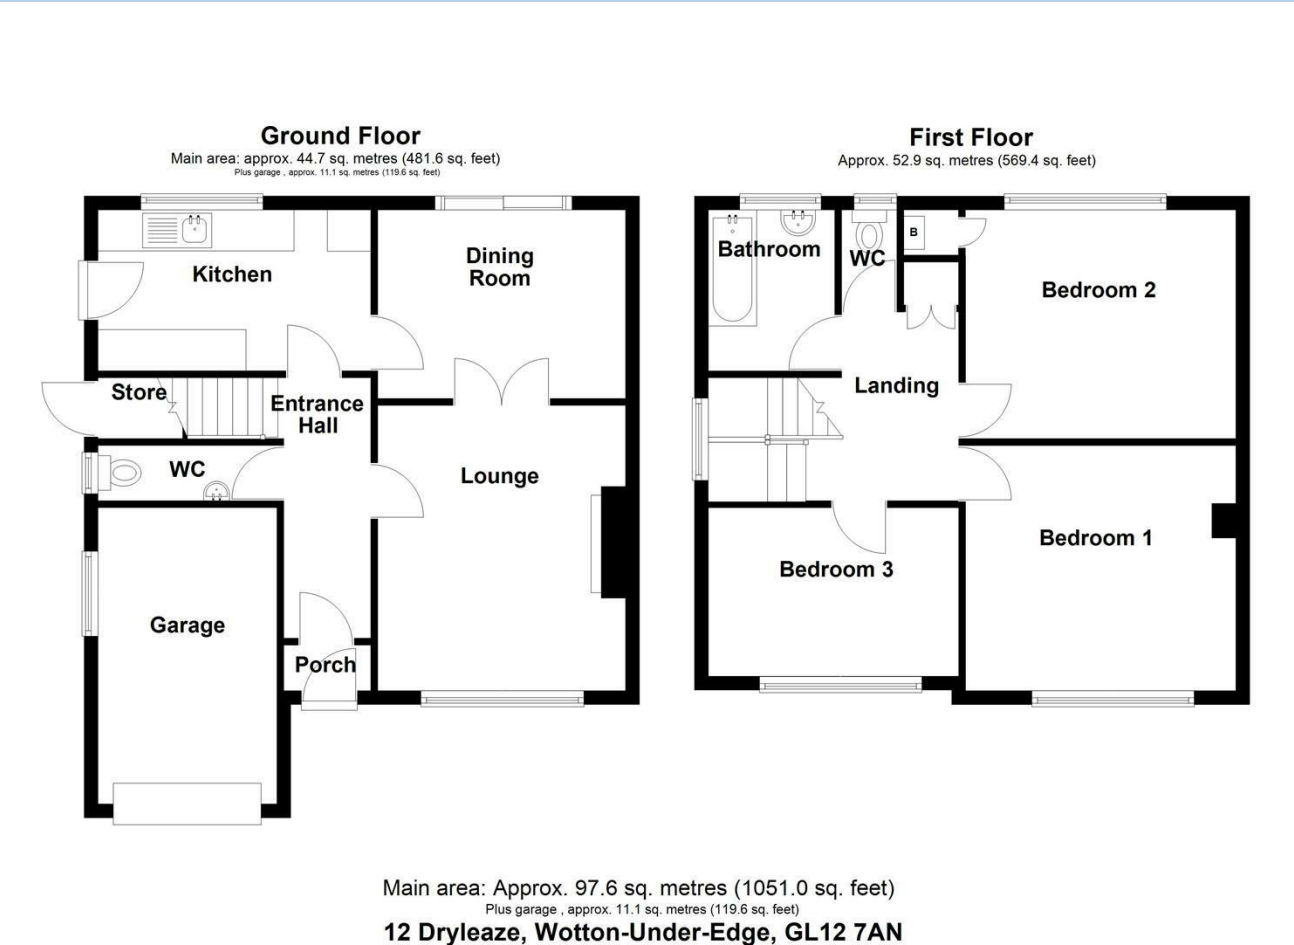 Ground Floor
Main area: approx. 44.7 sq. metres (481.6 sq. feet)
Plus garage , approx. 11.1 sq. metres (119.6 sq. feet)
Kitchen
Dining
Room
Store
Entrance
Hall
WC
Lounge
Garage
Porch
First Floor
Approx. 52.9 sq. metres (569.4 sq. feet)
Bathroom
WC
B
Bedroom 2
Landing
Bedroom 1
Bedroom 3
Main area: Approx. 97.6 sq. metres (1051.0 sq. feet)
Plus garage , approx. 11.1 sq. metres (119.6 sq. feet)
12 Dryleaze, Wotton-Under-Edge, GL12 7AN